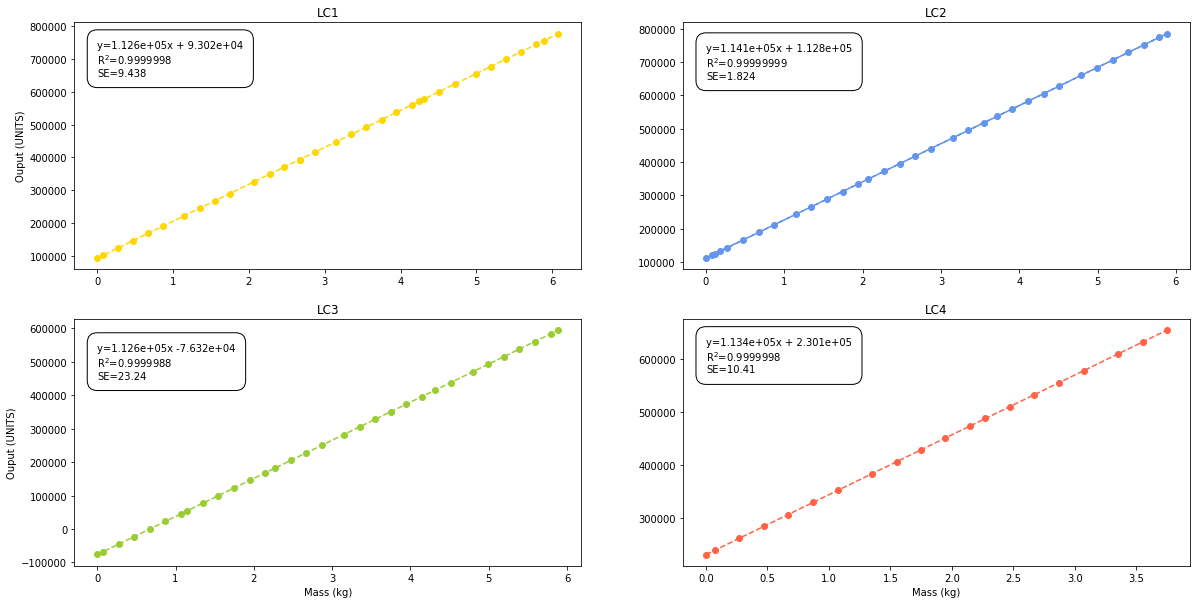 LC1
y=1.126e+05x + 9.302e+04
R²=0.9999998
SE=9.438
Ouput (UNITS)
800000
700000
600000
500000
400000
300000
200000
100000
0 1 2 3 4 5 6
LC2
y=1.141e+05x + 1.128e+05
R²=0.99999999
SE=1.824
800000
700000
600000
500000
400000
300000
200000
100000
0 1 2 3 4 5 6
LC3
y=1.126e+05x -7.632e+04
R²=0.9999988
SE=23.24
Ouput (UNITS)
600000
500000
400000
300000
200000
100000
0
−100000
0 1 2 3 4 5 6
Mass (kg)
LC4
y=1.134e+05x + 2.301e+05
R²=0.9999998
SE=10.41
600000
500000
400000
300000
0.0 0.5 1.0 1.5 2.0 2.5 3.0 3.5
Mass (kg)